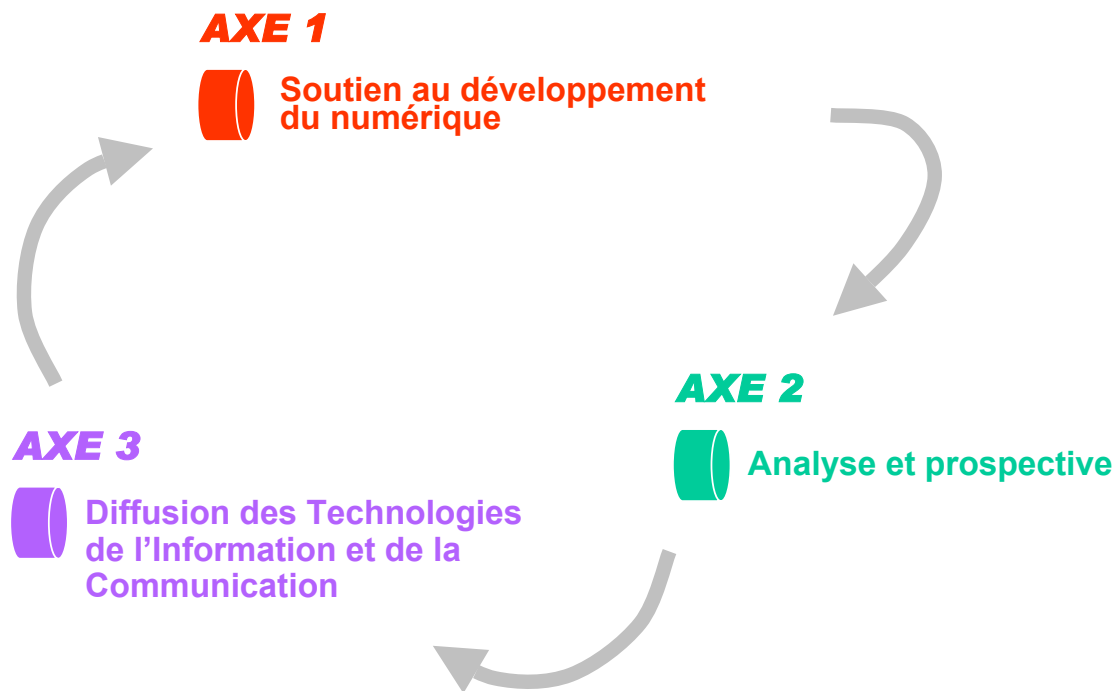 AXE 1
Soutien au développement
du numérique
AXE 2
Analyse et prospective
AXE 3
Diffusion des Technologies
de l’Information et de la
Communication